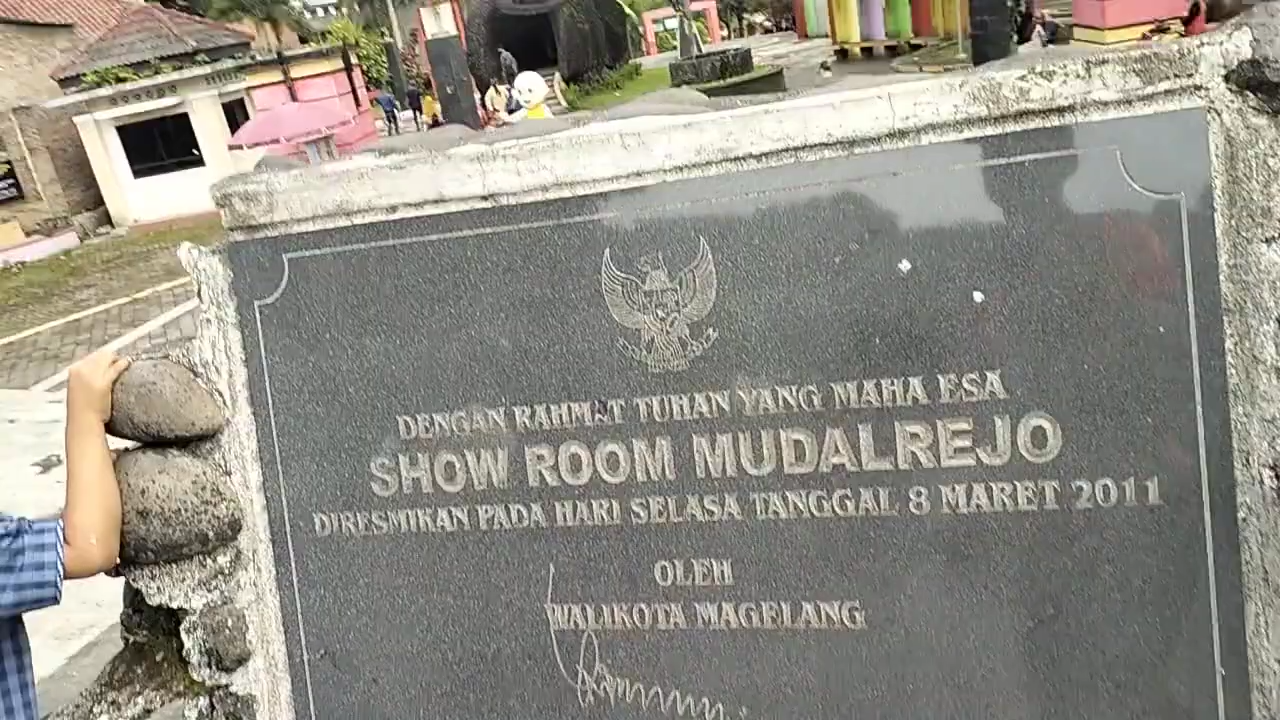 DENGAN RAHMAT TUHAN YANG MAHA ESA
SHOW ROOM MUDALREJO
DIRESMIKAN PADA HARI SELASA TANGGAL 8 MARET 2011
OLEH
WALIKOTA MAGELANG